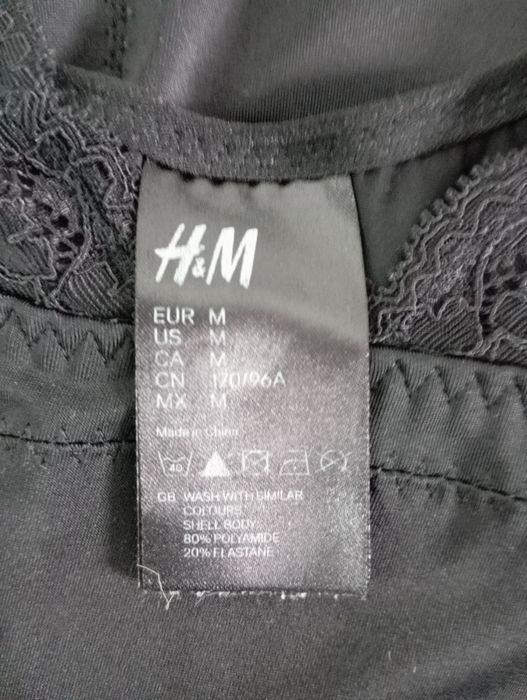 H&M
EUR M
US M
CA M
CN 170/96A
MX M
Made in China
40
GB WASH WITH SIMILAR
COLOURS
SHELL BODY
80% POLYAMIDE
20% ELASTANE